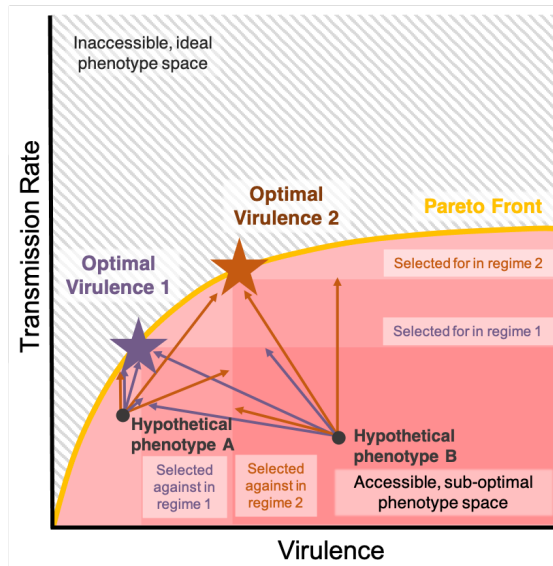 Inaccessible, ideal
phenotype space
Transmission Rate
Optimal
Virulence 2
Pareto Front
Optimal
Virulence 1
Selected for in regime 2
Selected for in regime 1
Hypothetical
phenotype A
Hypothetical
phenotype B
Selected
against in
regime 1
Selected
against in
regime 2
Accessible, sub-optimal
phenotype space
Virulence